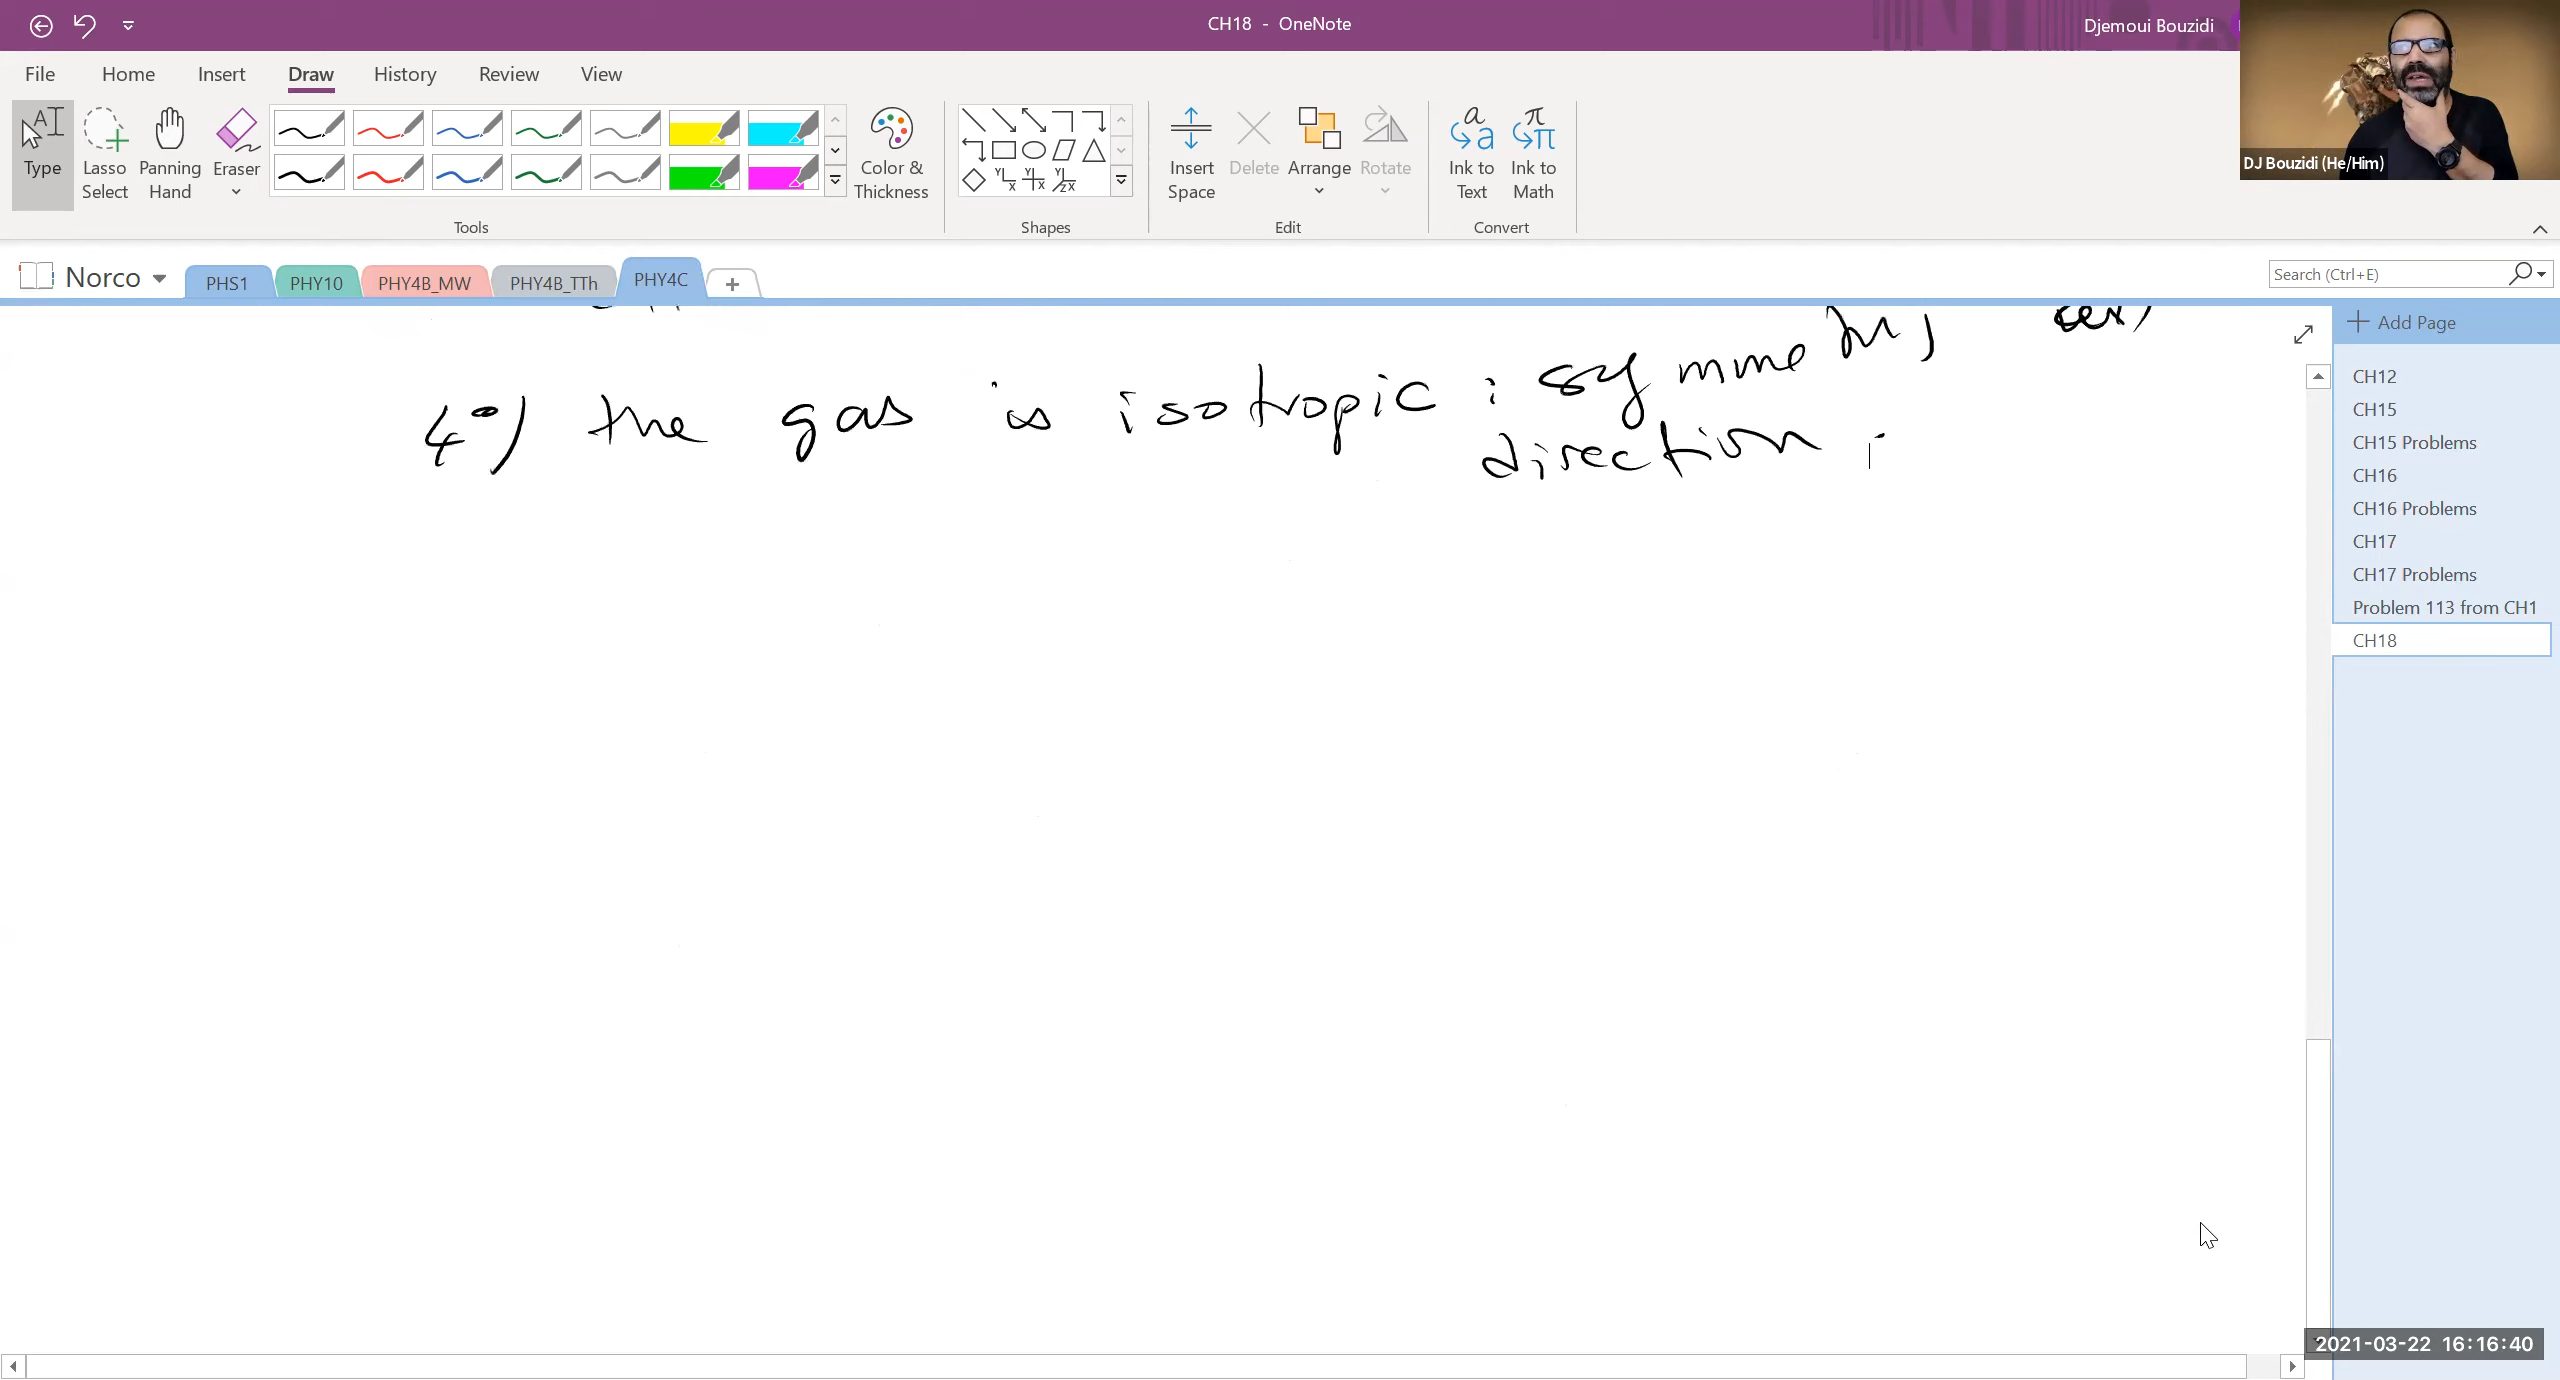 CH18 - OneNote
Djemoui Bouzidi
File Home Insert Draw History Review View
Type
Lasso Select
Panning Hand
Eraser
Color & Thickness
Insert Space
Delete
Arrange
Rotate
Ink to Text
Ink to Math
Tools
Shapes
Edit
Convert
DJ Bouzidi (He/Him)
Norco
PHS1 PHY10 PHY4B_MW PHY4B_TTh PHY4C
Search (Ctrl+E)
4°) the gas is isotropic : symmetry
direction
Add Page
CH12
CH15
CH15 Problems
CH16
CH16 Problems
CH17
CH17 Problems
Problem 113 from CH1
CH18
2021-03-22 16:16:40